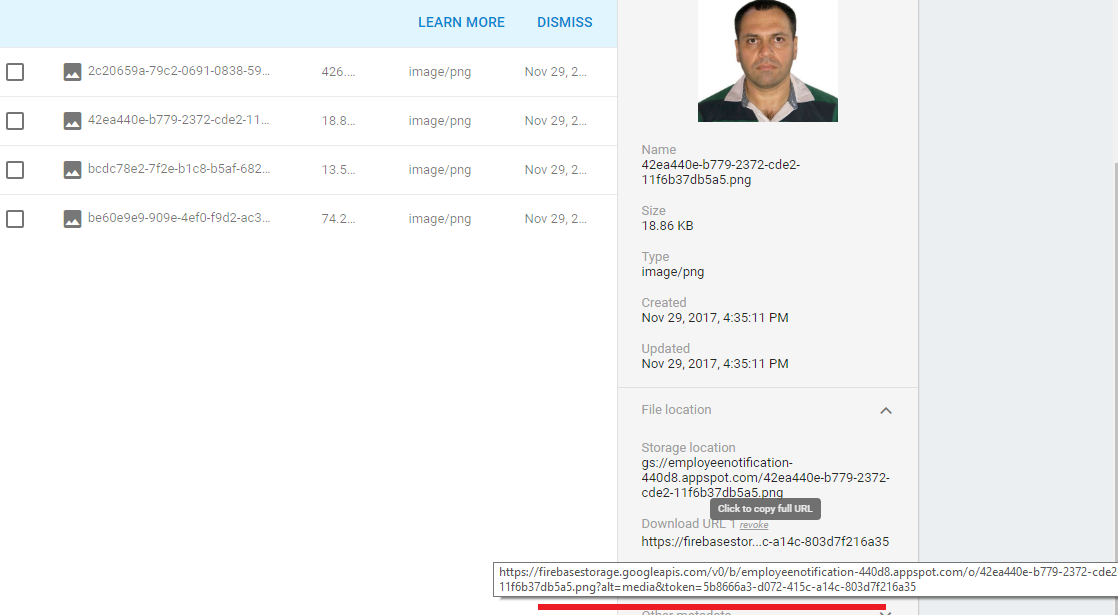 LEARN MORE DISMISS
2c20659a-79c2-0691-0838-59... 426.... image/png Nov 29, 2...
42ea440e-b779-2372-cde2-11... 18.8... image/png Nov 29, 2...
bcdc78e2-7f2e-b1c8-b5af-682... 13.5... image/png Nov 29, 2...
be60e9e9-909e-4ef0-f9d2-ac3... 74.2... image/png Nov 29, 2...
Name
42ea440e-b779-2372-cde2-
11f6b37db5a5.png
Size
18.86 KB
Type
image/png
Created
Nov 29, 2017, 4:35:11 PM
Updated
Nov 29, 2017, 4:35:11 PM
File location
Storage location
gs://employeenotification-
440d8.appspot.com/42ea440e-b779-2372-
cde2-11f6b37db5a5.png
Click to copy full URL
Download URL 1 revoke
https://firebasestor...c-a14c-803d7f216a35
https://firebasestorage.googleapis.com/v0/b/employeenotification-440d8.appspot.com/o/42ea440e-b779-2372-cde2
11f6b37db5a5.png?alt=media&token=5b8666a3-d072-415c-a14c-803d7f216a35
Other metadata